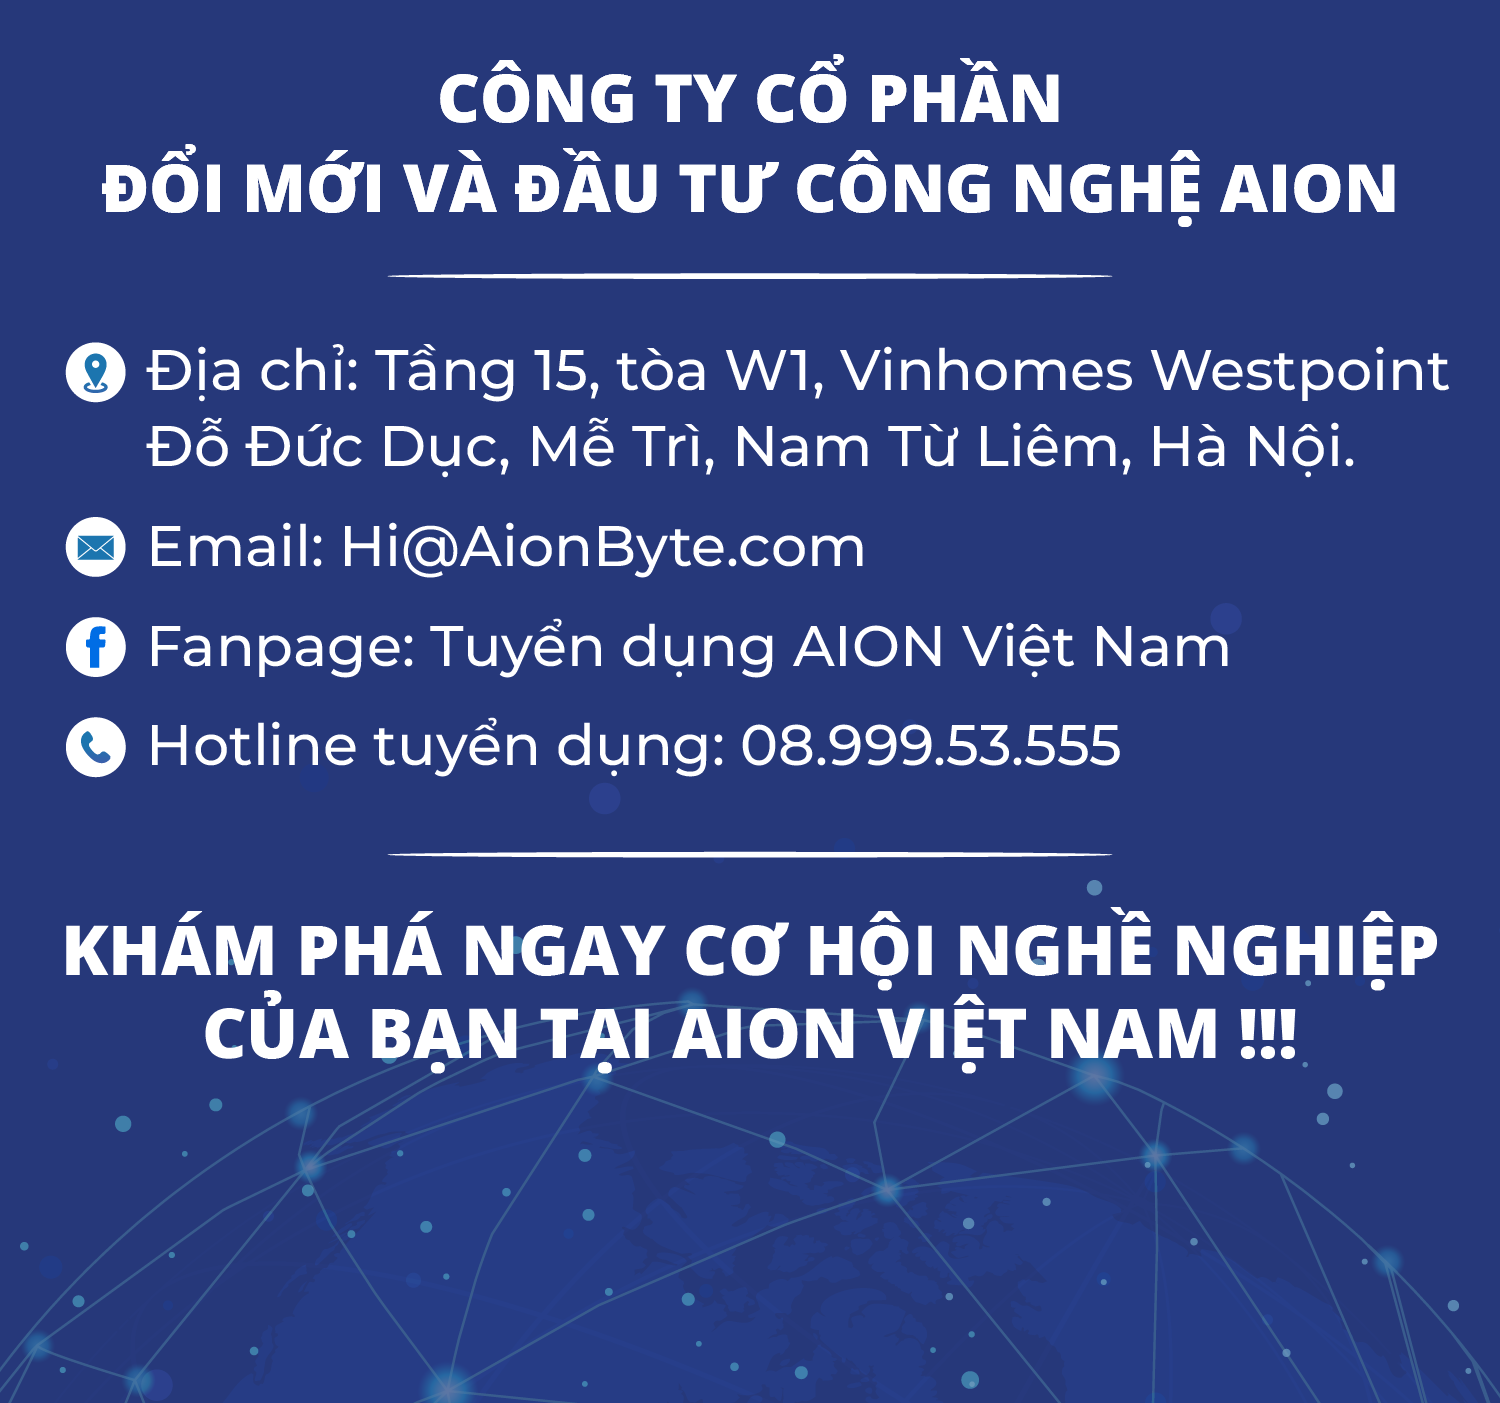 CÔNG TY CỔ PHẦN
ĐỔI MỚI VÀ ĐẦU TƯ CÔNG NGHỆ AION
Địa chỉ: Tầng 15, tòa W1, Vinhomes Westpoint
Đỗ Đức Dục, Mễ Trì, Nam Từ Liêm, Hà Nội.
Email: Hi@AionByte.com
Fanpage: Tuyển dụng AION Việt Nam
Hotline tuyển dụng: 08.999.53.555
KHÁM PHÁ NGAY CƠ HỘI NGHỀ NGHIỆP
CỦA BẠN TẠI AION VIỆT NAM !!!